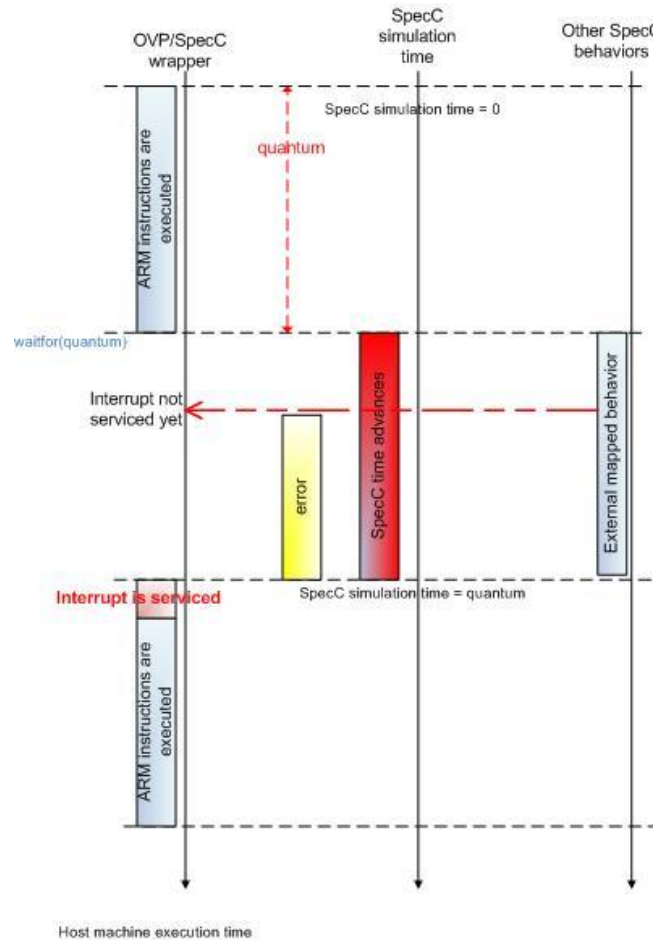 OVP/SpecC
wrapper
SpecC
simulation
time
Other SpecC
behaviors
SpecC simulation time = 0
quantum
ARM instructions are
executed
waitfor(quantum)
Interrupt not
serviced yet
error
SpecC time advances
External mapped behavior
Interrupt is serviced
SpecC simulation time = quantum
ARM instructions are
executed
Host machine execution time